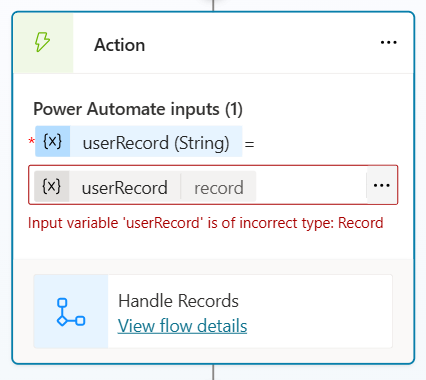 Action
Power Automate inputs (1)
*{x} userRecord (String) =
{x} userRecord record
Input variable 'userRecord' is of incorrect type: Record
Handle Records
View flow details